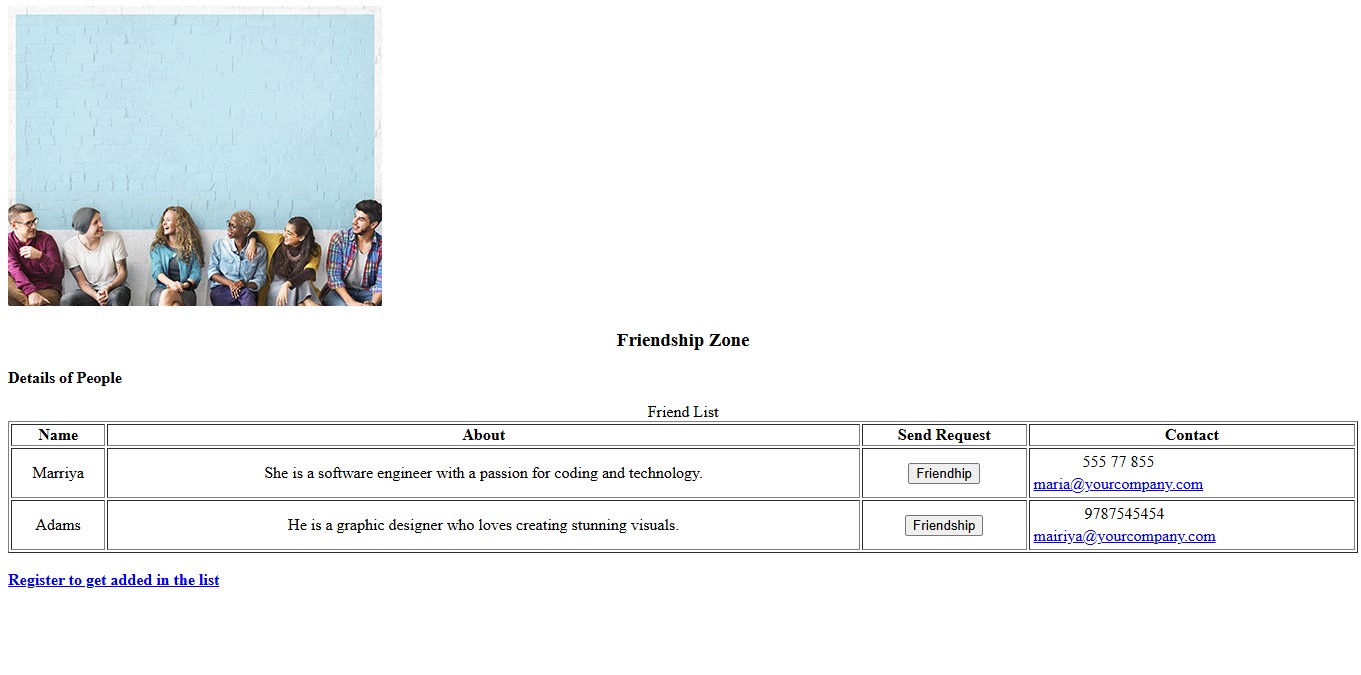 Friendship Zone
Details of People
Friend List
Name About Send Request Contact
Marriya She is a software engineer with a passion for coding and technology. Friendhip 555 77 855
maria@yourcompany.com
Adams He is a graphic designer who loves creating stunning visuals. Friendship 9787545454
mairiya@yourcompany.com
Register to get added in the list